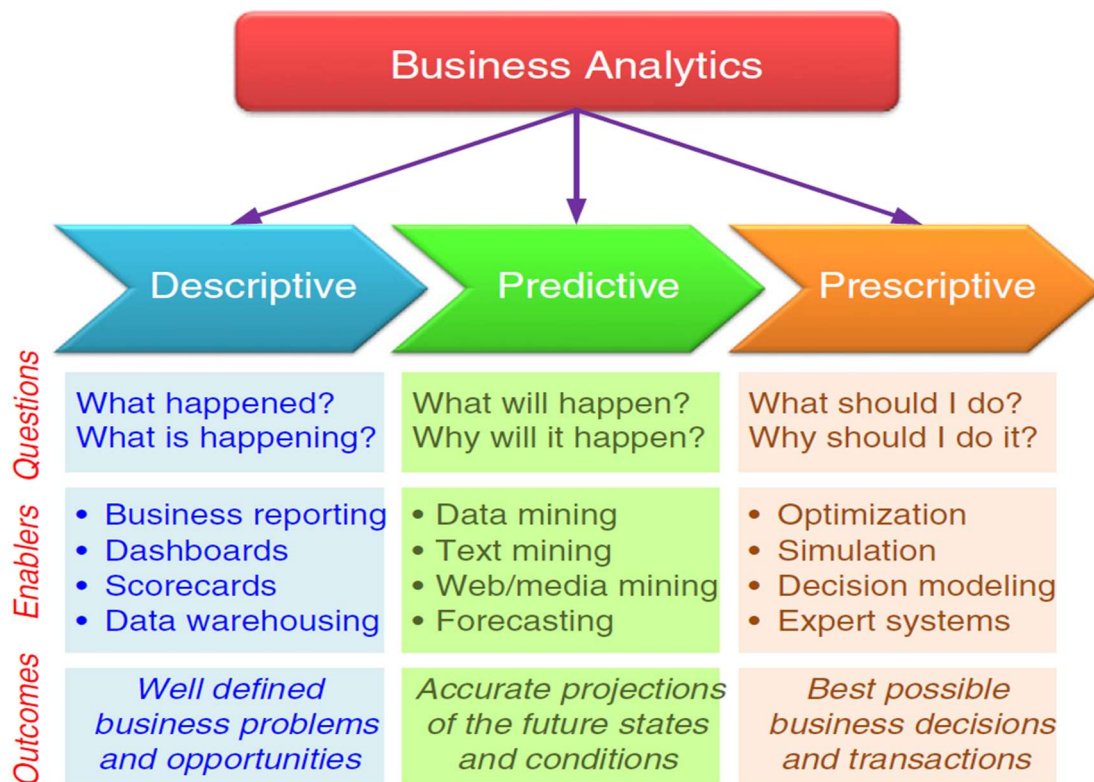 Business Analytics
Descriptive
Predictive
Prescriptive
Questions
What happened?
What is happening?
What will happen?
Why will it happen?
What should I do?
Why should I do it?
Enablers
• Business reporting
• Dashboards
• Scorecards
• Data warehousing
• Data mining
• Text mining
• Web/media mining
• Forecasting
• Optimization
• Simulation
• Decision modeling
• Expert systems
Outcomes
Well defined
business problems
and opportunities
Accurate projections
of the future states
and conditions
Best possible
business decisions
and transactions